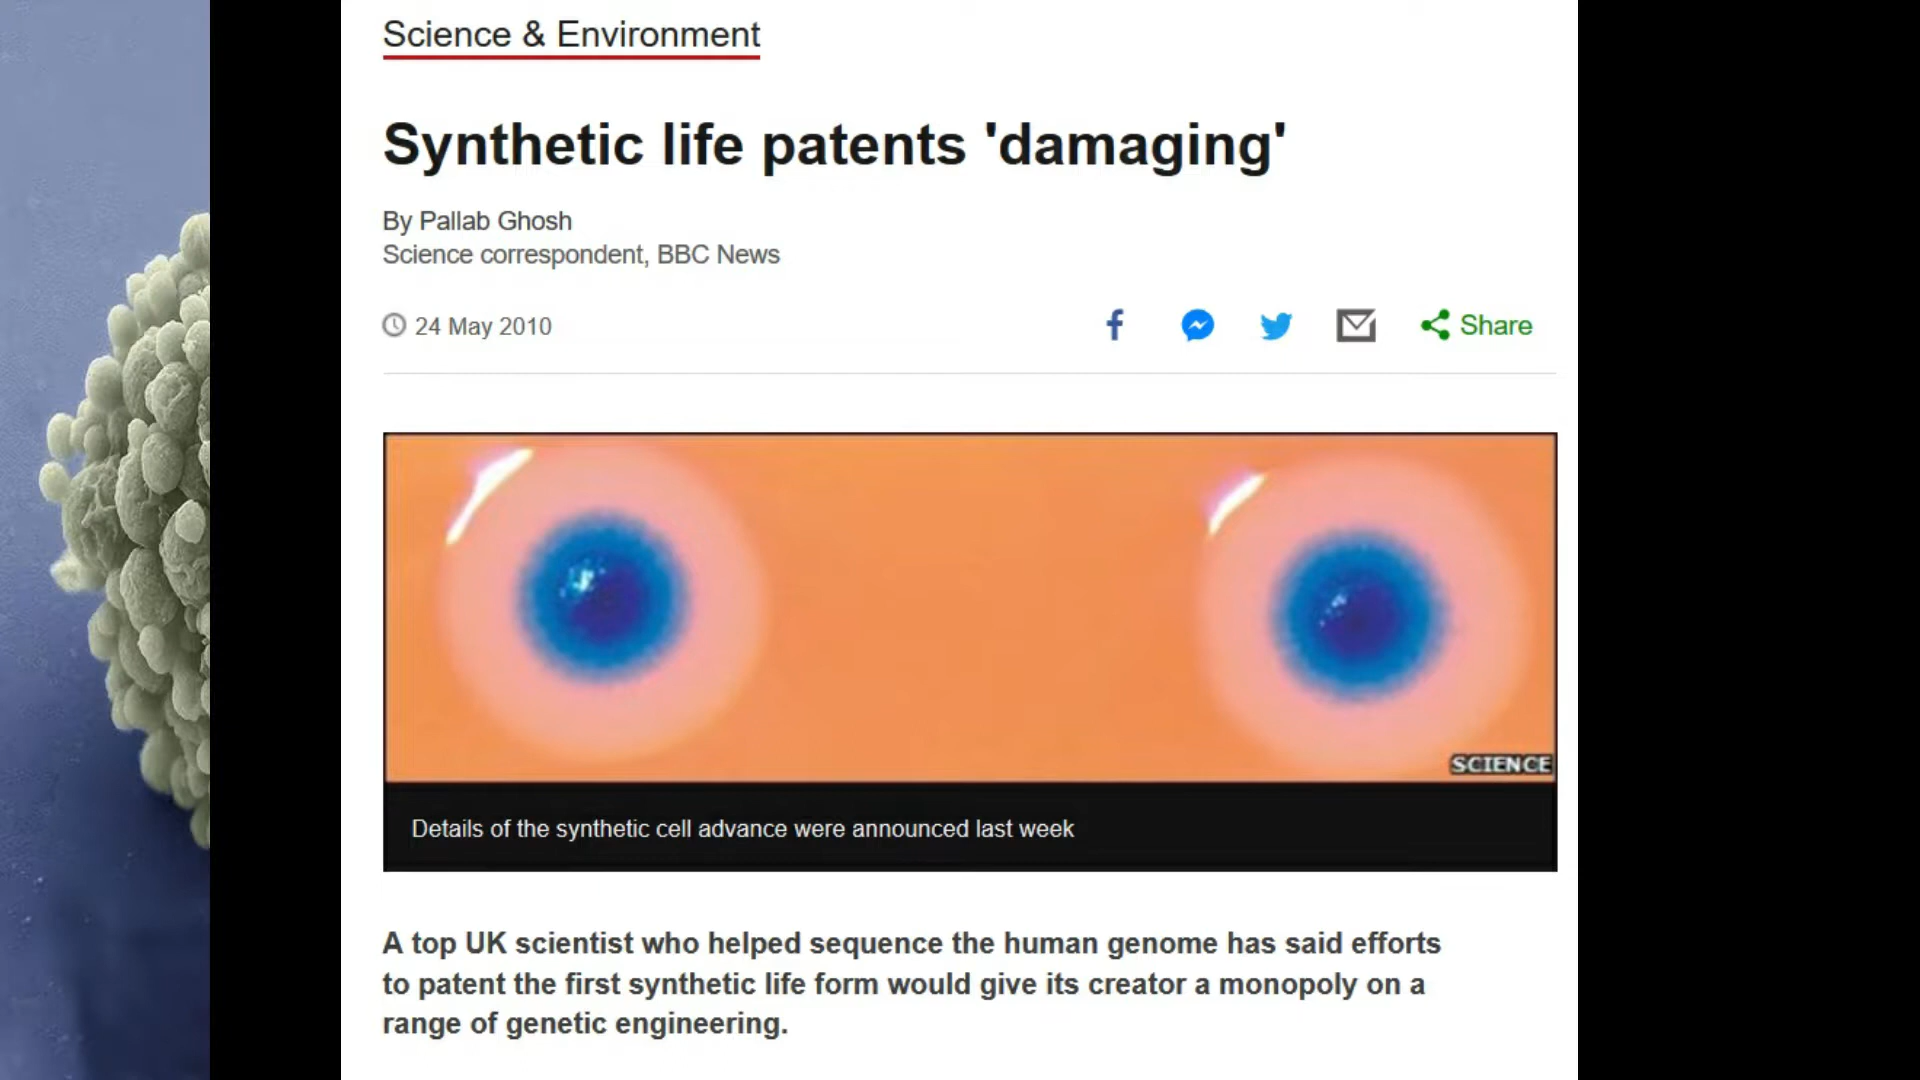 Science & Environment
Synthetic life patents 'damaging'
By Pallab Ghosh
Science correspondent, BBC News
24 May 2010
Share
SCIENCE
Details of the synthetic cell advance were announced last week
A top UK scientist who helped sequence the human genome has said efforts
to patent the first synthetic life form would give its creator a monopoly on a
range of genetic engineering.